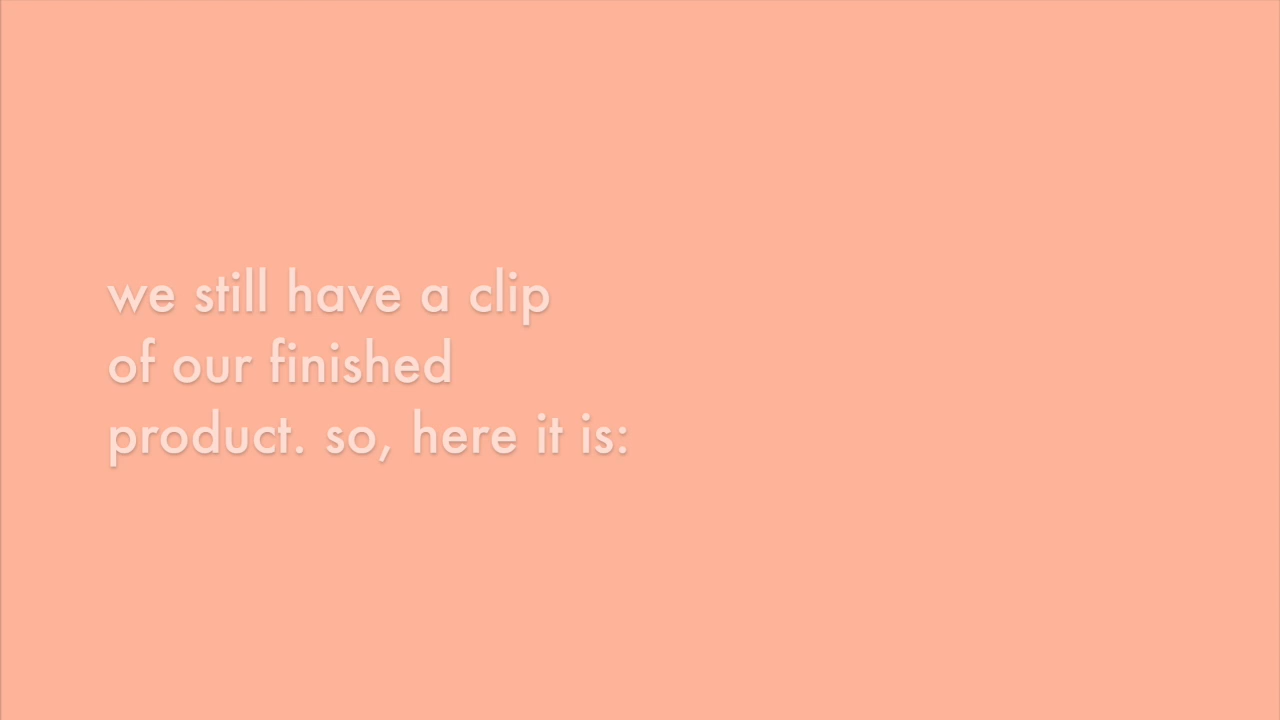 we still have a clip
of our finished
product. so, here it is: